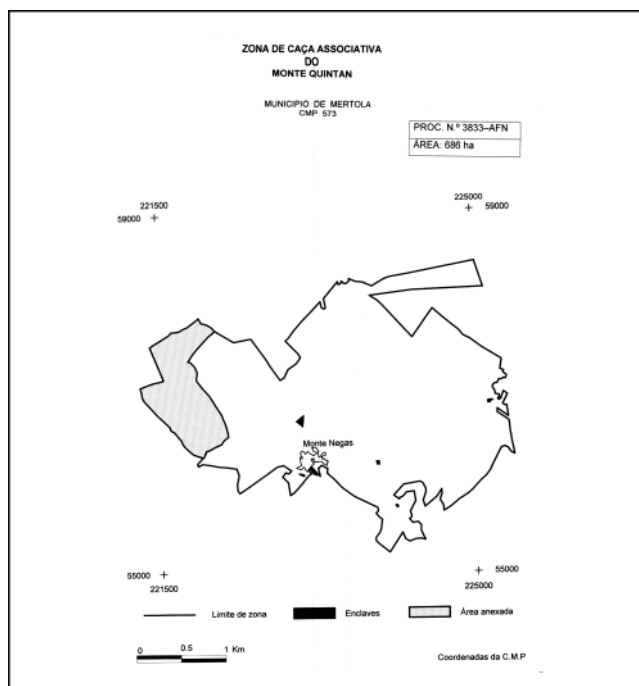 ZONA DE CAÇA ASSOCIATIVA
DO
MONTE QUINTAN
MUNICIPIO DE MERTOLA
CMP 573
PROC. N.º 3833–AFN
ÁREA: 686 ha
221500
59000
225000
59000
Monte Negas
55000
221500
55000
225000
Limite de zona
Enclaves
Área anexada
0 0.5 1 Km
Coordenadas da C.M.P